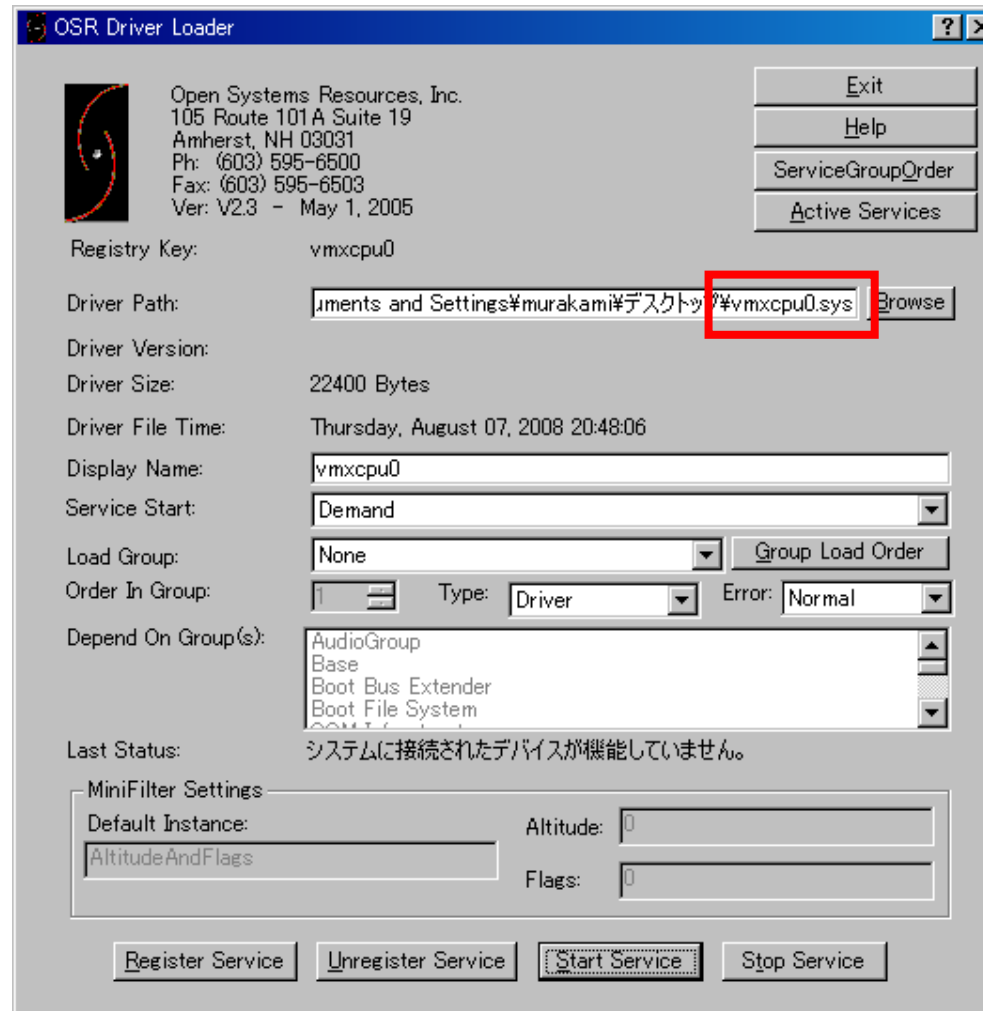 OSR Driver Loader
Open Systems Resources, Inc.
105 Route 101A Suite 19
Amherst, NH 03031
Ph: (603) 595-6500
Fax: (603) 595-6503
Ver: V2.3 - May 1, 2005
Exit
Help
ServiceGroupOrder
Active Services
Registry Key: vmxcpu0
Driver Path: uments and Settings¥murakami¥デスクトップ¥vmxcpu0.sys Browse
Driver Version:
Driver Size: 22400 Bytes
Driver File Time: Thursday, August 07, 2008 20:48:06
Display Name: vmxcpu0
Service Start: Demand
Load Group: None Group Load Order
Order In Group: 1 Type: Driver Error: Normal
Depend On Group(s): AudioGroup
Base
Boot Bus Extender
Boot File System
Last Status: システムに接続されたデバイスが機能していません。
MiniFilter Settings
Default Instance:
AltitudeAndFlags
Altitude: 0
Flags: 0
Register Service Unregister Service Start Service Stop Service